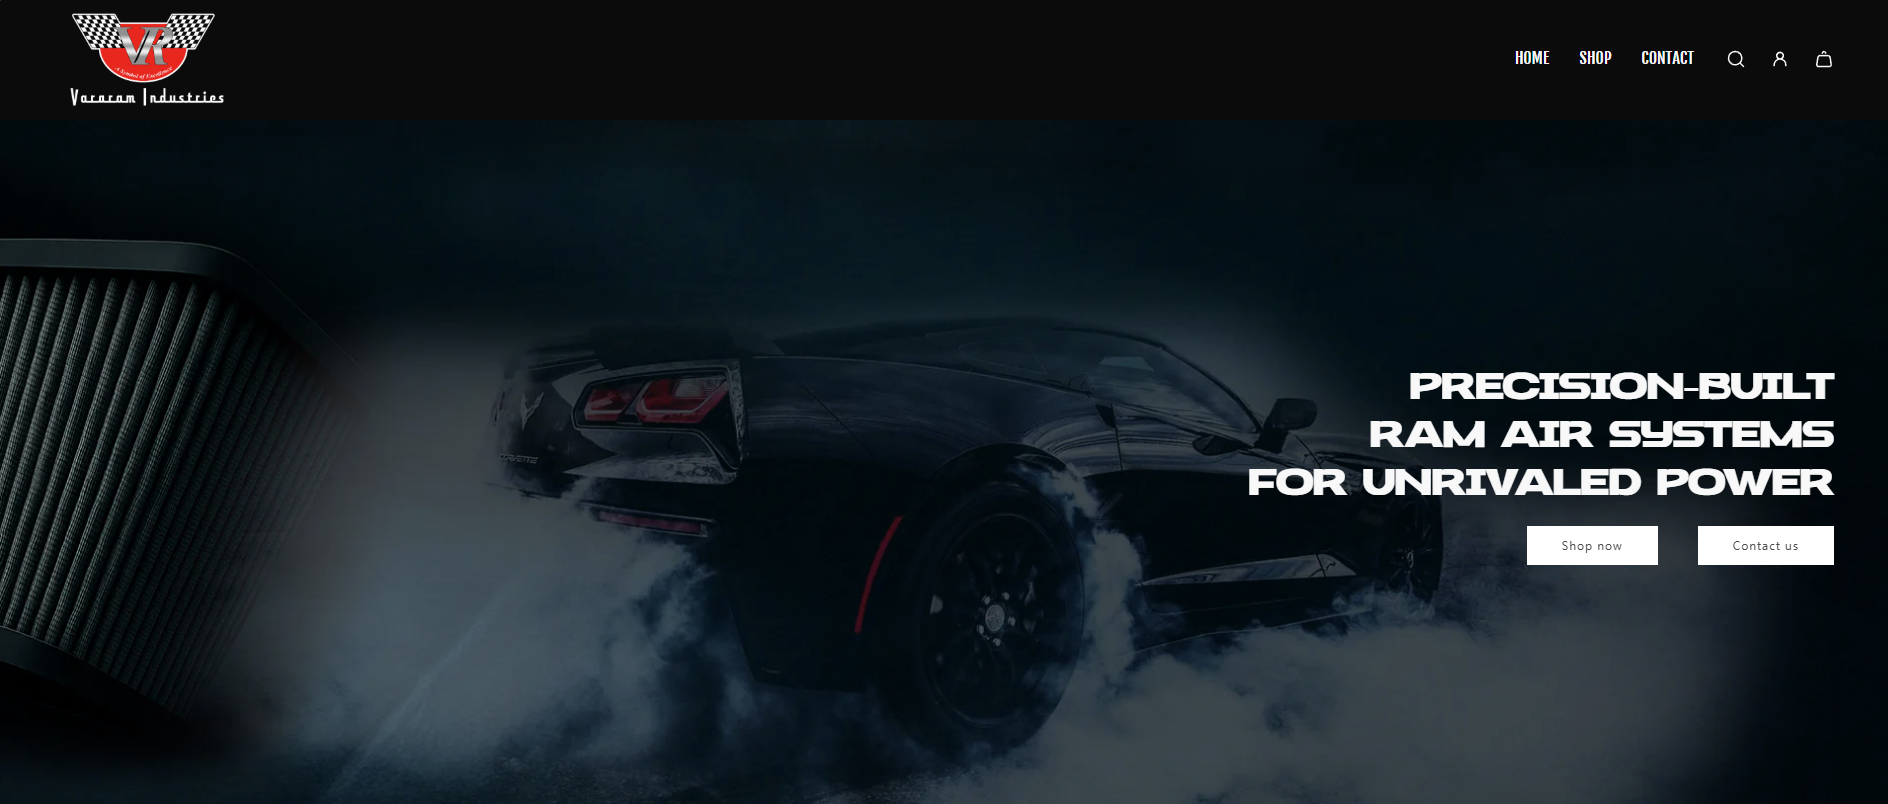 VR
A Symbol of Excellence
Vararam Industries
HOME SHOP CONTACT
PRECISION-BUILT
RAM AIR SYSTEMS
FOR UNRIVALED POWER
Shop now Contact us
CORVETTE